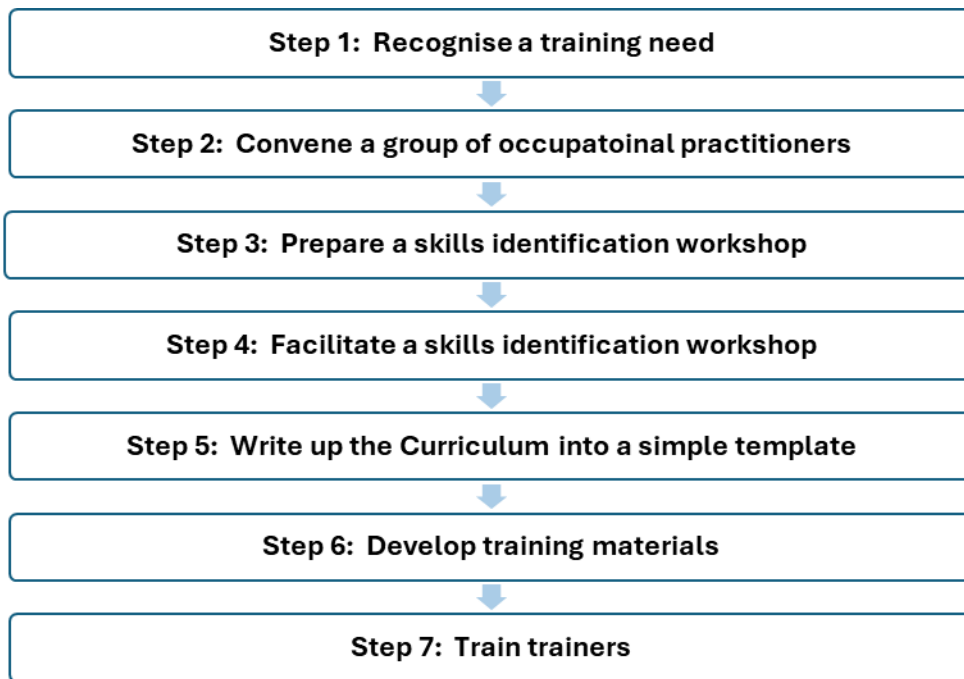 Step 1:  Recognise a training need
Step 2:  Convene a group of occupatoinal practitioners
Step 3:  Prepare a skills identification workshop
Step 4:  Facilitate a skills identification workshop
Step 5:  Write up the Curriculum into a simple template
Step 6:  Develop training materials
Step 7:  Train trainers